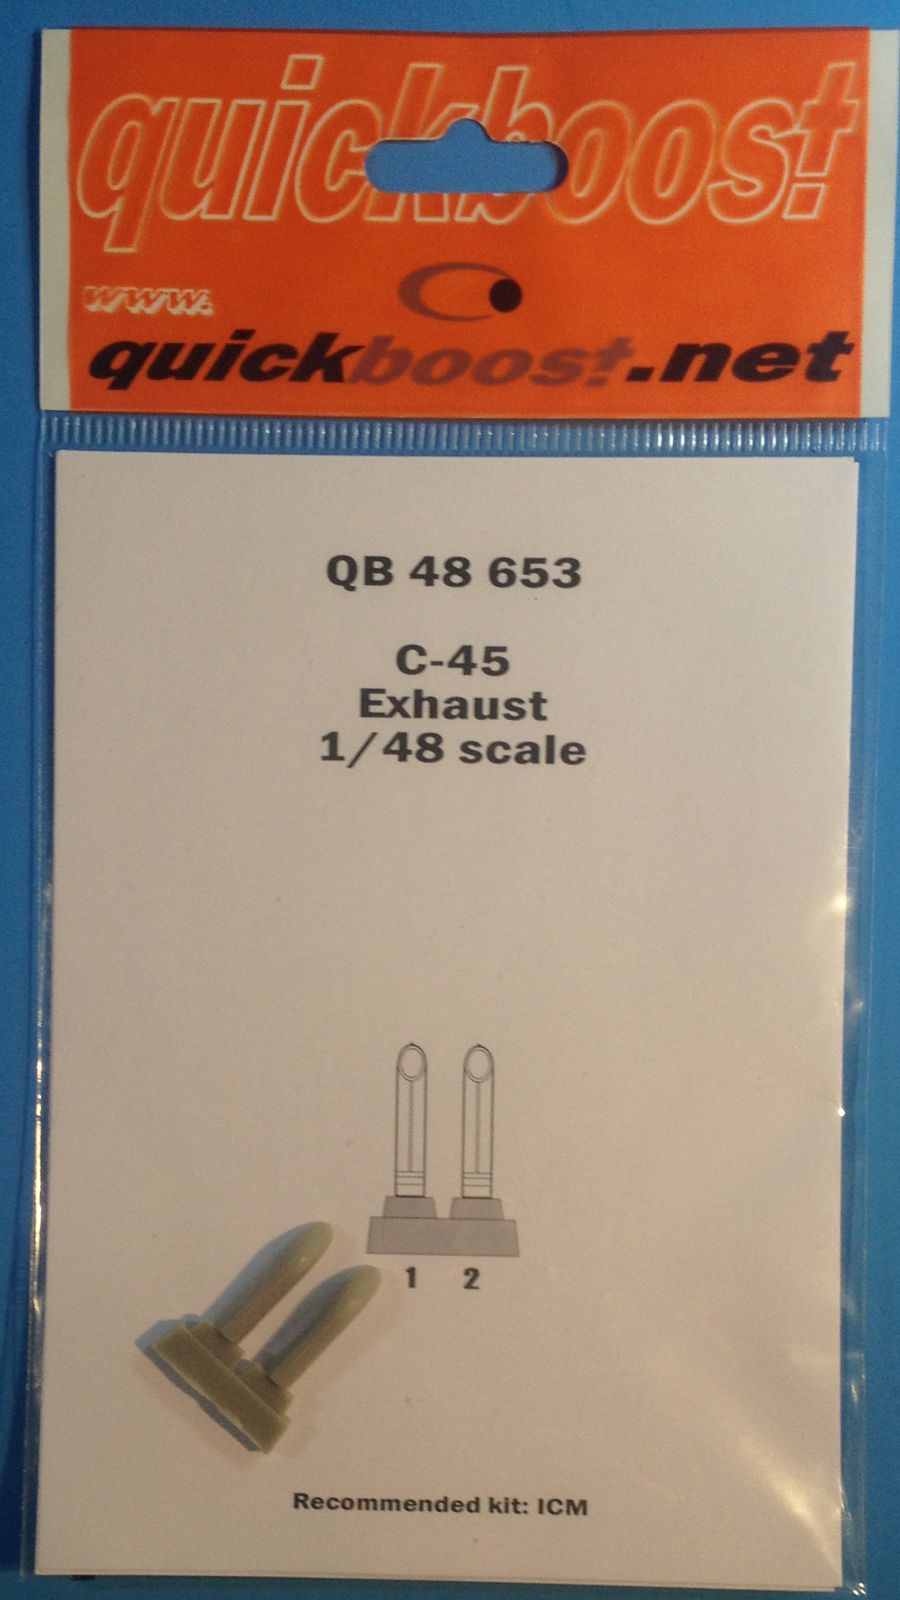 quickboost
www.
quickboost.net
QB 48 653
C-45
Exhaust
1/48 scale
1 2
Recommended kit: ICM